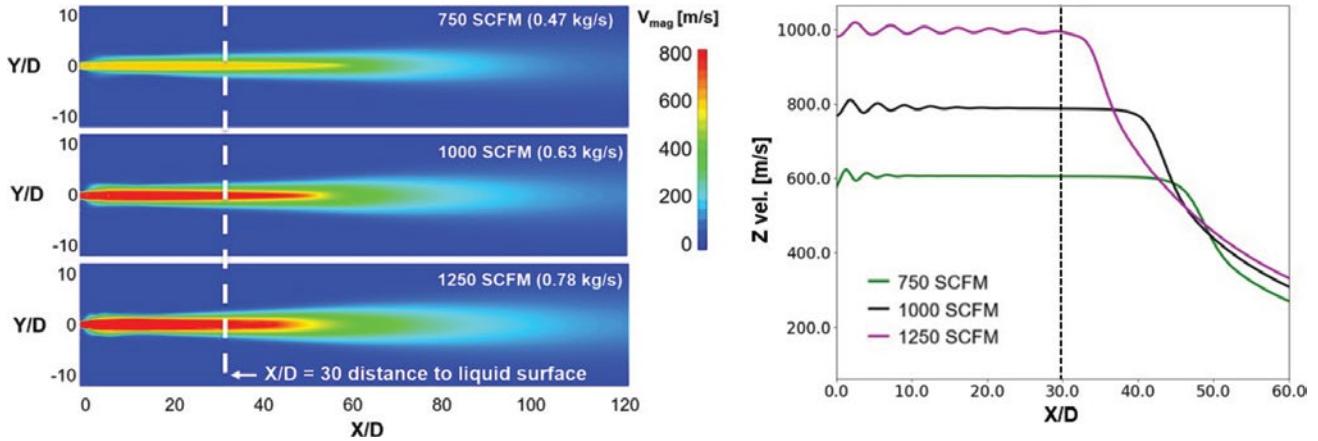 10
750 SCFM (0.47 kg/s)
Y/D 0
-10
10
1000 SCFM (0.63 kg/s)
Y/D 0
-10
10
1250 SCFM (0.78 kg/s)
Y/D 0
-10
← X/D = 30 distance to liquid surface
0 20 40 60 80 100 120
X/D
Vmag [m/s]
800
600
400
200
0
1000.0
800.0
600.0
400.0
200.0
Z vel. [m/s]
750 SCFM
1000 SCFM
1250 SCFM
0.0 10.0 20.0 30.0 40.0 50.0 60.0
X/D